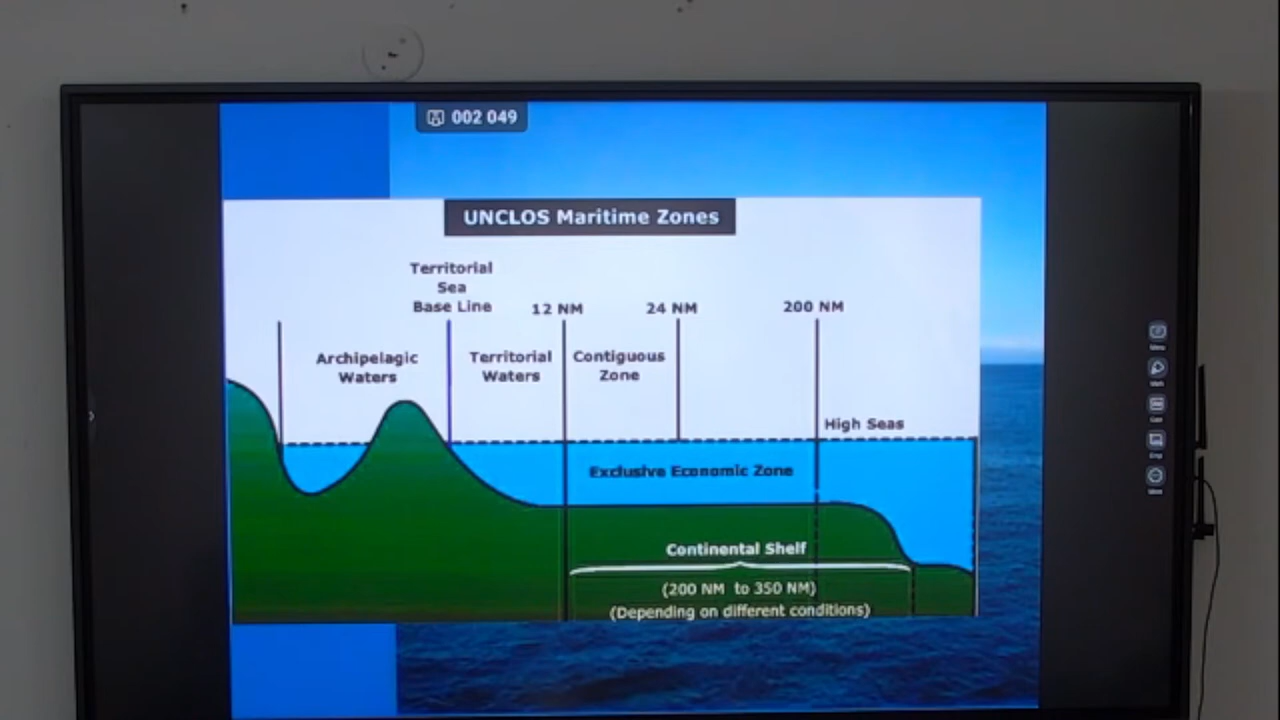 002 049
UNCLOS Maritime Zones
Territorial
Sea
Base Line
12 NM
24 NM
200 NM
Archipelagic
Waters
Territorial
Waters
Contiguous
Zone
High Seas
Exclusive Economic Zone
Continental Shelf
(200 NM to 350 NM)
(Depending on different conditions)
Menu